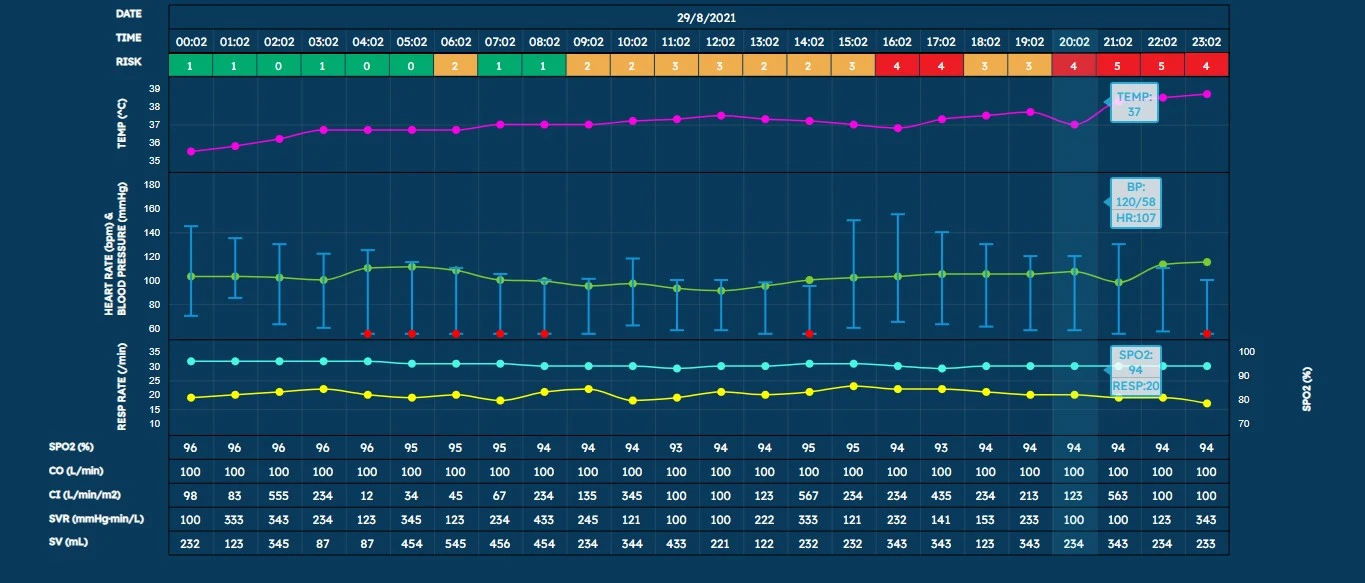 DATE 29/8/2021
TIME 00:02 01:02 02:02 03:02 04:02 05:02 06:02 07:02 08:02 09:02 10:02 11:02 12:02 13:02 14:02 15:02 16:02 17:02 18:02 19:02 20:02 21:02 22:02 23:02
RISK 1 1 0 1 0 0 2 1 1 2 2 3 3 2 2 3 4 4 3 3 4 5 5 4
TEMP (^C)
39
38
37
36
35
TEMP:
37
HEART RATE (bpm) &
BLOOD PRESSURE (mmHg)
180
160
140
120
100
80
60
BP:
120/58
HR:107
RESP RATE (/min)
35
30
25
20
15
10
SPO2:
94
RESP:20
100
90
80
70
SPO2 (%)
SPO2 (%) 96 96 96 96 96 95 95 95 94 94 94 93 94 94 95 95 94 93 94 94 94 94 94 94
CO (L/min) 100 100 100 100 100 100 100 100 100 100 100 100 100 100 100 100 100 100 100 100 100 100 100 100
CI (L/min/m2) 98 83 555 234 12 34 45 67 234 135 345 100 100 123 567 234 234 435 234 213 123 563 100 100
SVR (mmHg·min/L) 100 333 343 234 123 345 123 234 433 245 121 100 100 222 333 121 232 141 153 233 100 100 123 343
SV (mL) 232 123 345 87 87 454 545 456 454 234 344 433 221 122 232 232 343 343 123 343 234 343 234 233